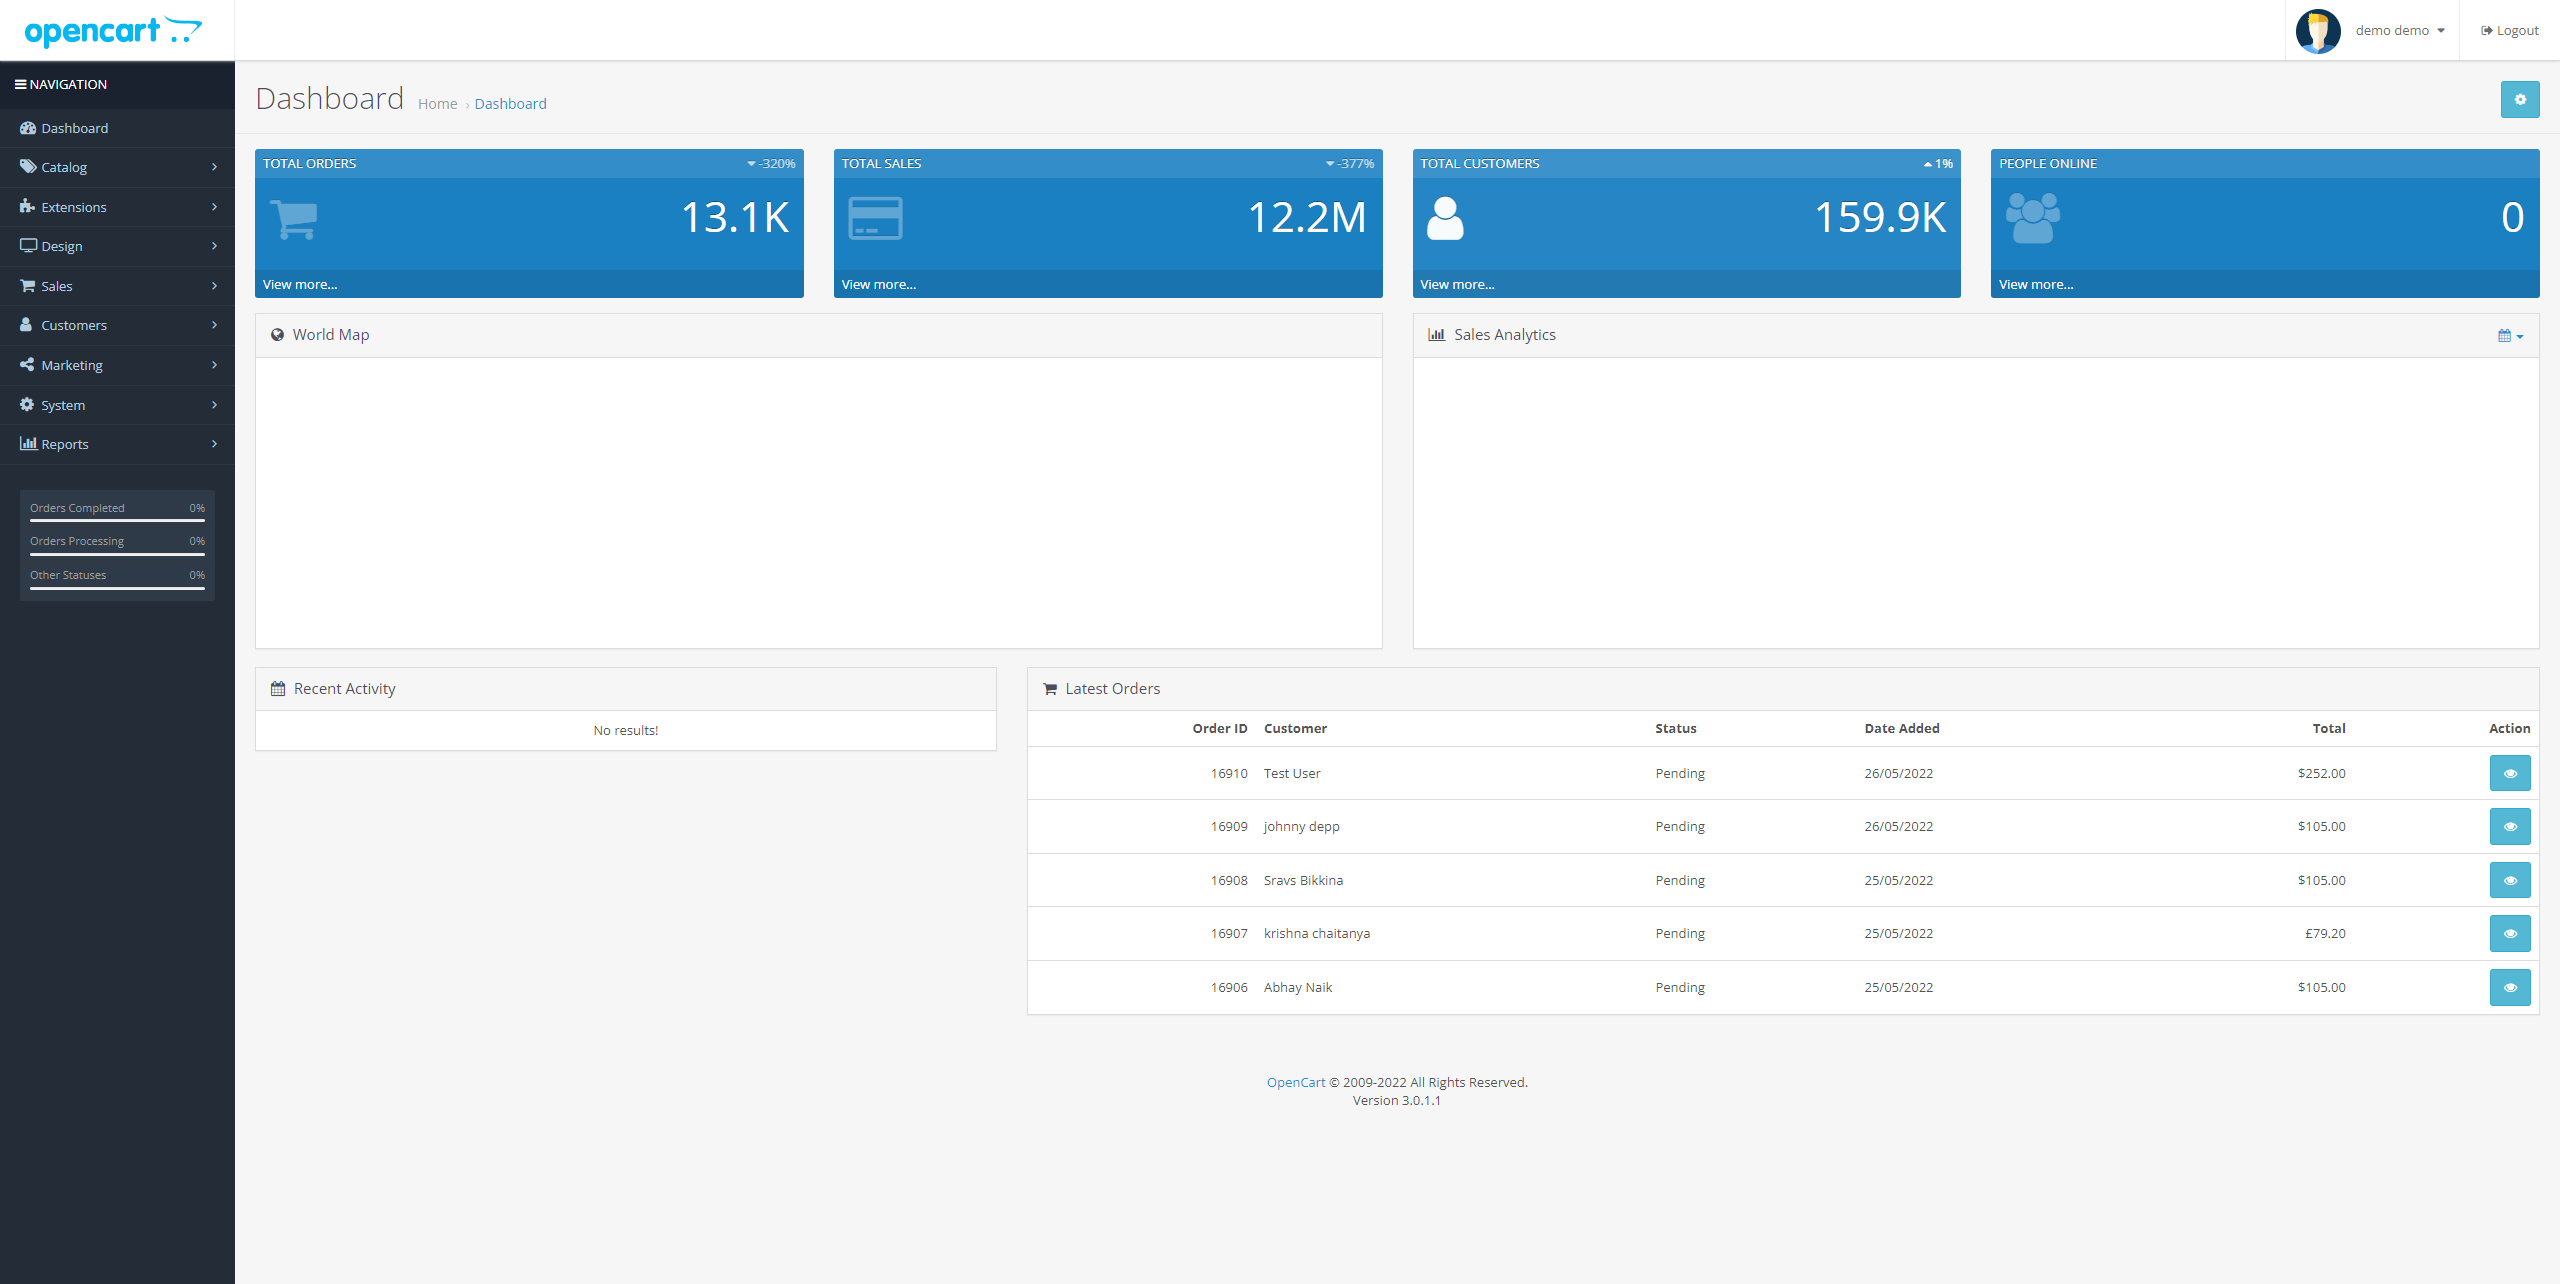 opencart
demo demo
Logout
NAVIGATION
Dashboard
Catalog
Extensions
Design
Sales
Customers
Marketing
System
Reports
Orders Completed 0%
Orders Processing 0%
Other Statuses 0%
Dashboard Home › Dashboard
TOTAL ORDERS -320%
13.1K
View more...
TOTAL SALES -377%
12.2M
View more...
TOTAL CUSTOMERS 1%
159.9K
View more...
PEOPLE ONLINE
0
View more...
World Map
Sales Analytics
Recent Activity
No results!
Latest Orders
Order ID Customer Status Date Added Total Action
16910 Test User Pending 26/05/2022 $252.00
16909 johnny depp Pending 26/05/2022 $105.00
16908 Sravs Bikkina Pending 25/05/2022 $105.00
16907 krishna chaitanya Pending 25/05/2022 £79.20
16906 Abhay Naik Pending 25/05/2022 $105.00
OpenCart © 2009-2022 All Rights Reserved.
Version 3.0.1.1